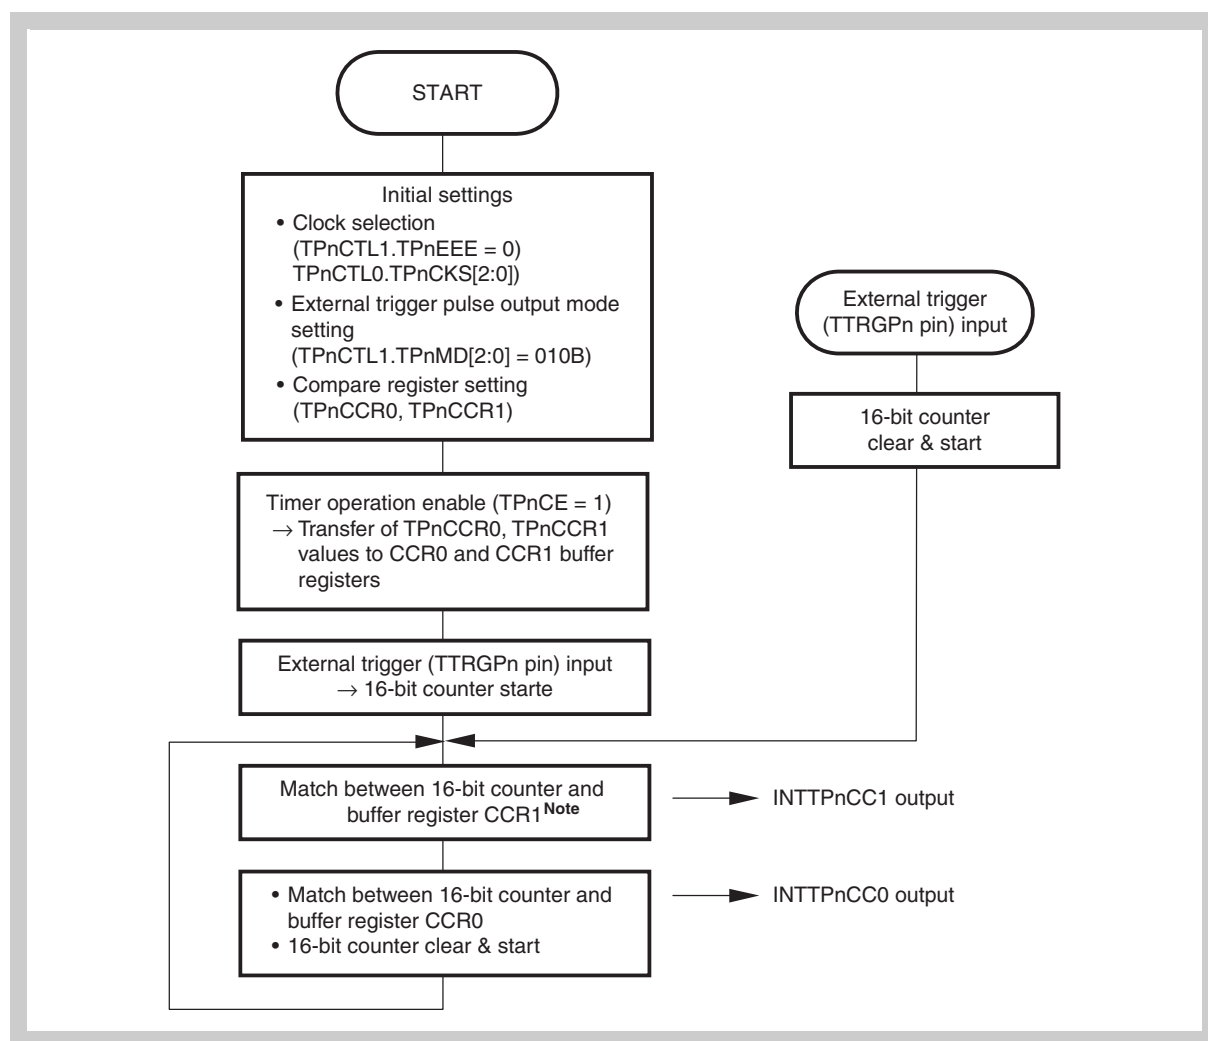 START
Initial settings
• Clock selection
(TPnCTL1.TPnEEE = 0)
TPnCTL0.TPnCKS[2:0])
• External trigger pulse output mode
setting
(TPnCTL1.TPnMD[2:0] = 010B)
• Compare register setting
(TPnCCR0, TPnCCR1)
Timer operation enable (TPnCE = 1)
→ Transfer of TPnCCR0, TPnCCR1
values to CCR0 and CCR1 buffer
registers
External trigger (TTRGPn pin) input
→ 16-bit counter starte
External trigger
(TTRGPn pin) input
16-bit counter
clear & start
Match between 16-bit counter and
buffer register CCR1Note
INTTPnCC1 output
• Match between 16-bit counter and
buffer register CCR0
• 16-bit counter clear & start
INTTPnCC0 output